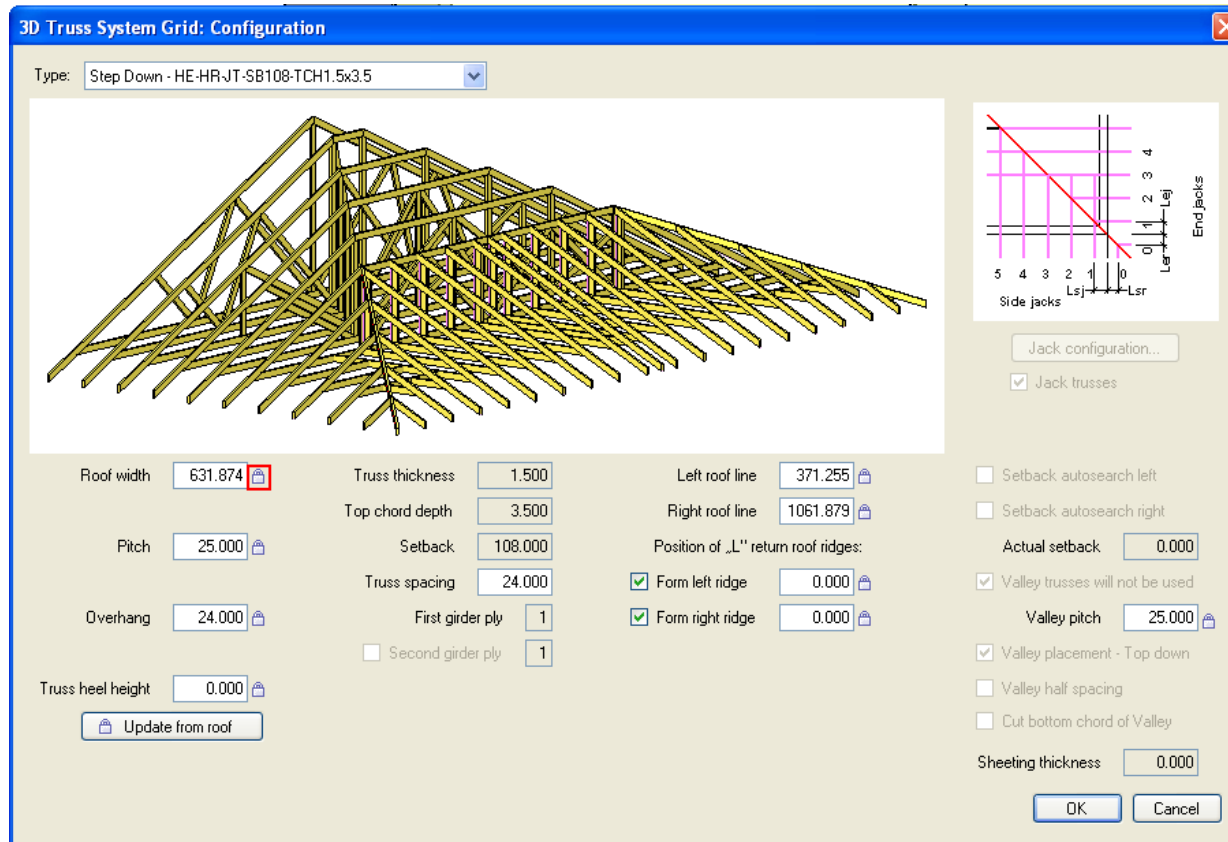 3D Truss System Grid: Configuration
Type: Step Down - HE-HR-JT-SB108-TCH1.5x3.5
4
3
2
1
0
Lej
Ler
End jacks
5 4 3 2 1 0
Lsj Lsr
Side jacks
Jack configuration...
Jack trusses
Roof width 631.874 Truss thickness 1.500 Left roof line 371.255 Setback autosearch left
Top chord depth 3.500 Right roof line 1061.879 Setback autosearch right
Pitch 25.000 Setback 108.000 Position of „L" return roof ridges: Actual setback 0.000
Truss spacing 24.000 Form left ridge 0.000 Valley trusses will not be used
Overhang 24.000 First girder ply 1 Form right ridge 0.000 Valley pitch 25.000
Second girder ply 1 Valley placement - Top down
Truss heel height 0.000 Valley half spacing
Update from roof Cut bottom chord of Valley
Sheeting thickness 0.000
OK Cancel